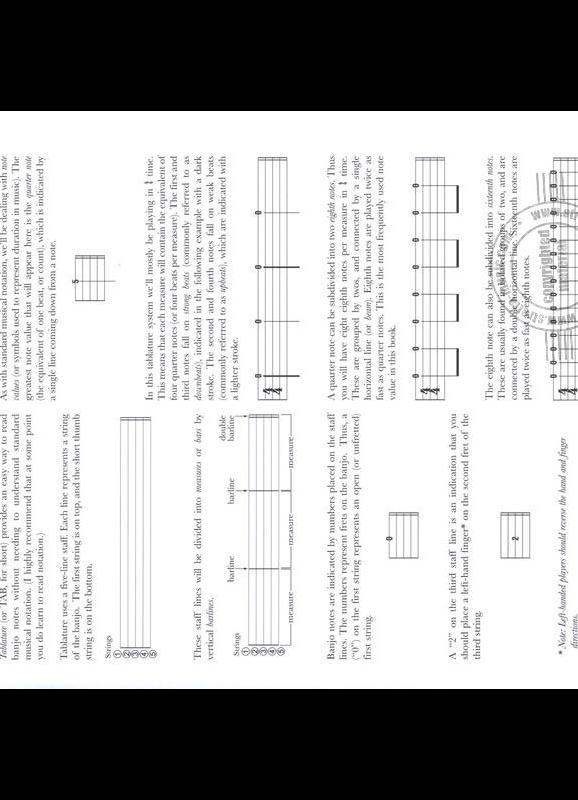 Tablature (or TAB, for short) provides an easy way to read
banjo notes without needing to understand standard
musical notation. (I highly recommend that at some point
you do learn to read notation.)
Tablature uses a five-line staff. Each line represents a string
of the banjo. The first string is on top, and the short thumb
string is on the bottom.
Strings
①
②
③
④
⑤
These staff lines will be divided into measures or bars by
vertical barlines.
double
barline barline barline
Strings
①
②
③
④
⑤
measure measure measure
Banjo notes are indicated by numbers placed on the staff
lines. The numbers represent frets on the banjo. Thus, a
("0") on the first string represents an open (or unfretted)
first string.
0
A "2" on the third staff line is an indication that you
should place a left-hand finger* on the second fret of the
third string.
2
* Note: Left-handed players should reverse the hand and finger
directions.
As with standard musical notation, we'll be dealing with note
values (or symbols used to represent duration in music). The
greatest note value that will appear here is the quarter note
(the equivalent of one beat, or count), which is indicated by
a single line coming down from a note.
5
In this tablature system we'll mostly be playing in 4/4 time.
This means that each measure will contain the equivalent of
four quarter notes (or four beats per measure). The first and
third notes fall on strong beats (commonly referred to as
downbeats), indicated in the following example with a dark
stroke. The second and fourth notes fall on weak beats
(commonly referred to as upbeats), which are indicated with
a lighter stroke.
4 0 0 0 0
4
A quarter note can be subdivided into two eighth notes. Thus
you will have eight eighth notes per measure in 4/4 time.
These are grouped by twos, and connected by a single
horizontal line (or beam). Eighth notes are played twice as
fast as quarter notes. This is the most frequently used note
value in this book.
4 0 0 0 0 0 0 0 0
4
The eighth note can also be subdivided into sixteenth notes.
These are usually found in groups of two, and are
connected by a double horizontal line. Sixteenth notes are
played twice as fast as eighth notes.
4
4
copyrighted
material